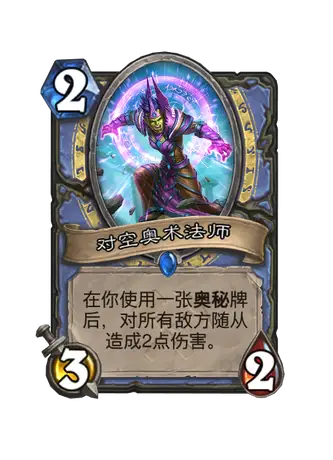 2
对空奥术法师
在你使用一张奥秘牌
后，对所有敌方随从
造成2点伤害。
3
2